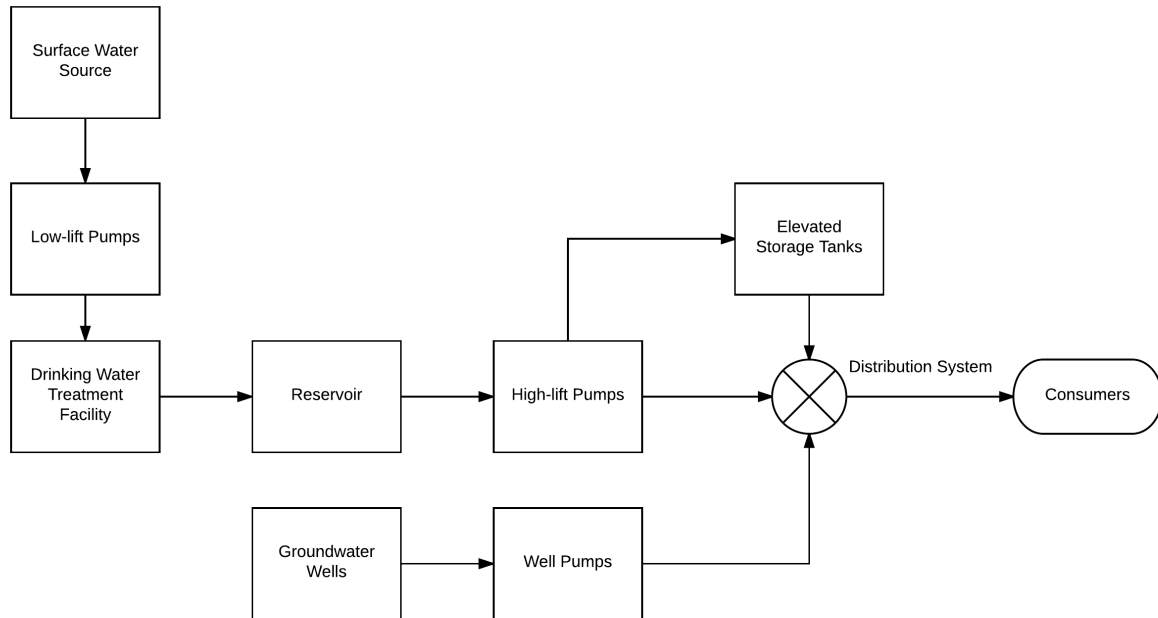 Surface Water
Source
Low-lift Pumps
Elevated
Storage Tanks
Drinking Water
Treatment
Facility
Reservoir
High-lift Pumps
Distribution System
Consumers
Groundwater
Wells
Well Pumps